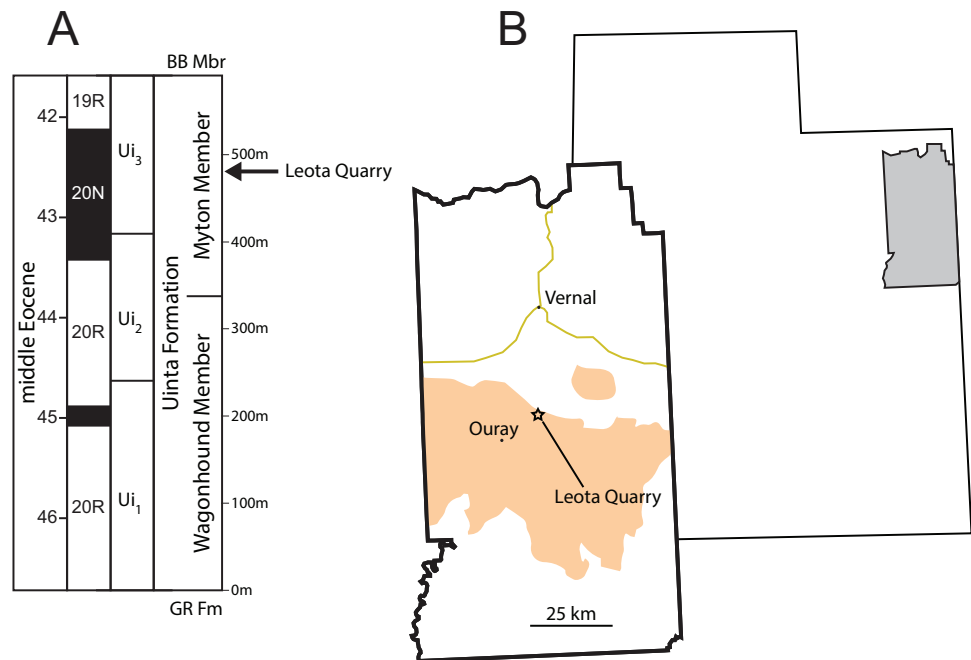 A
B
BB Mbr
19R
42
Ui3
500m
Leota Quarry
20N
Myton Member
43
400m
middle Eocene
Uinta Formation
Vernal
44
20R
Ui2
300m
Wagonhound Member
45
200m
Ouray
Leota Quarry
100m
46
20R
Ui1
0m
GR Fm
25 km